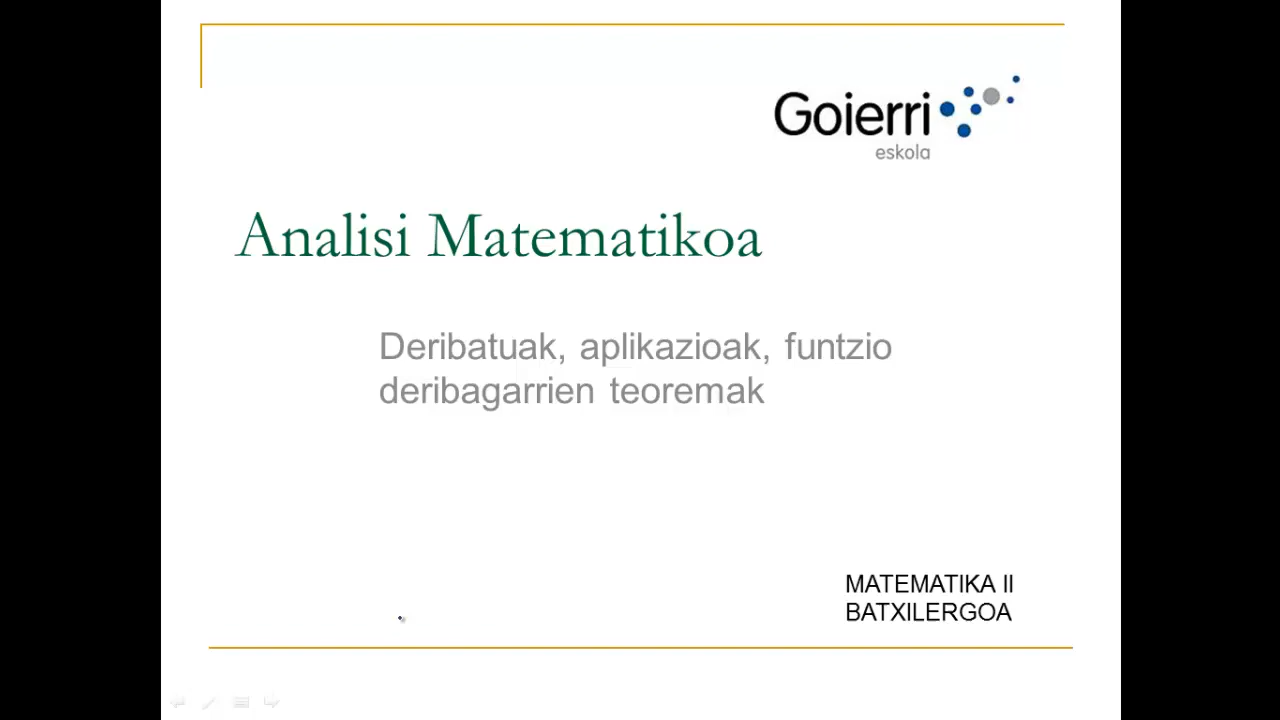 Goierri
eskola
Analisi Matematikoa
Deribatuak, aplikazioak, funtzio
deribagarrien teoremak
MATEMATIKA II
BATXILERGOA